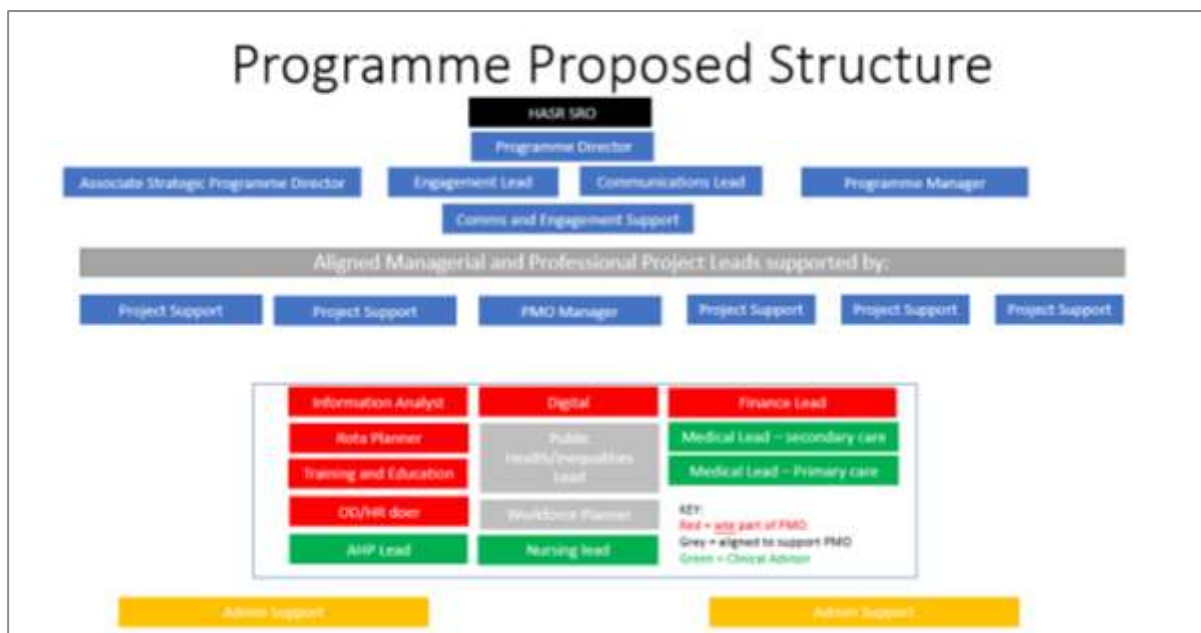 Programme Proposed Structure
HASR SRO
Programme Director
Associate Strategic Programme Director
Engagement Lead
Communications Lead
Programme Manager
Comms and Engagement Support
Aligned Managerial and Professional Project Leads supported by:
Project Support
Project Support
PMO Manager
Project Support
Project Support
Project Support
Information Analyst
Digital
Finance Lead
Rota Planner
Public
Health/Inequalities
Lead
Medical Lead – secondary care
Training and Education
Medical Lead – Primary care
OD/HR doer
Workforce Planner
AHP Lead
Nursing lead
KEY:
Red = part of PMO
Grey = aligned to support PMO
Green = Clinical Advisor
Admin Support
Admin Support